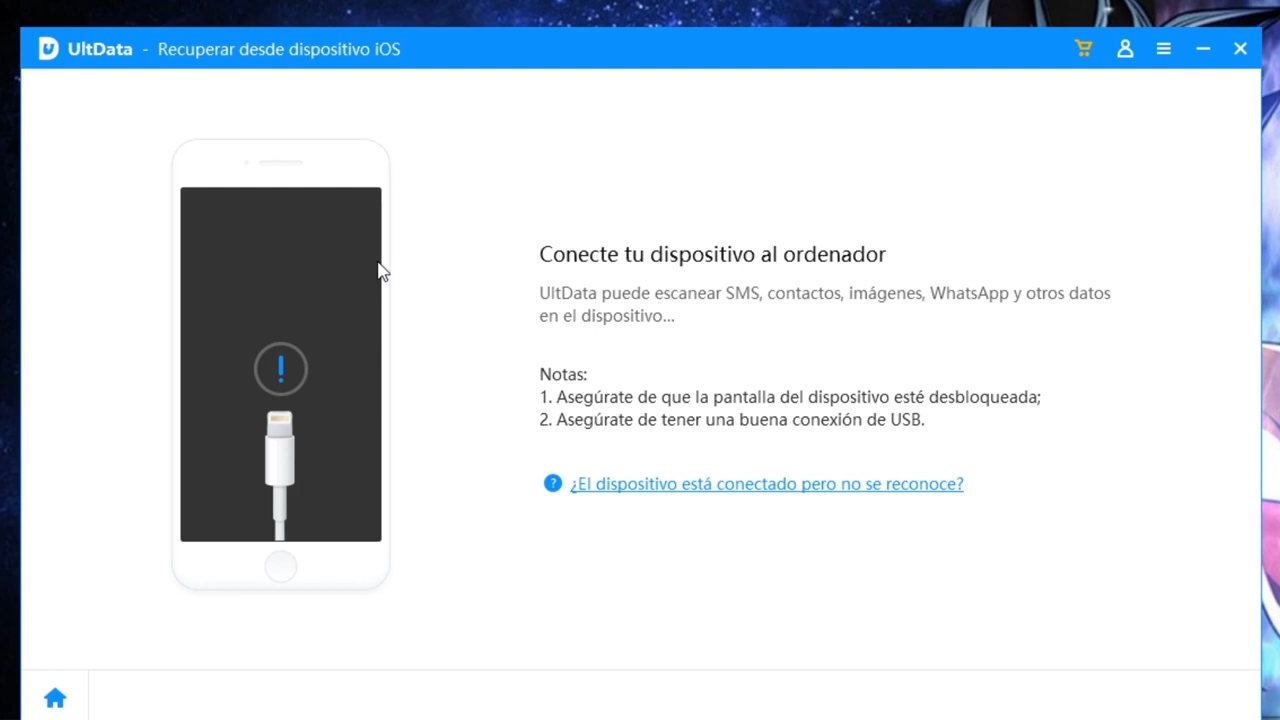 UltData - Recuperar desde dispositivo iOS
Conecte tu dispositivo al ordenador
UltData puede escanear SMS, contactos, imágenes, WhatsApp y otros datos
en el dispositivo...
Notas:
1. Asegúrate de que la pantalla del dispositivo esté desbloqueada;
2. Asegúrate de tener una buena conexión de USB.
¿El dispositivo está conectado pero no se reconoce?